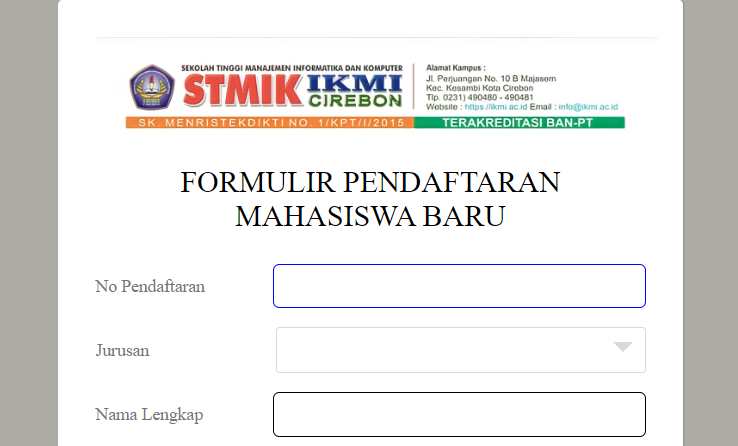 SEKOLAH TINGGI MANAJEMEN INFORMATIKA DAN KOMPUTER
STMIK IKMI
CIREBON
Alamat Kampus :
Jl. Perjuangan No. 10 B Majasem
Kec. Kesambi Kota Cirebon
Tlp. 0231) 490480 - 490481
Website : https://ikmi.ac.id Email : info@ikmi.ac.id
SK. MENRISTEKDIKTI NO. 1/KPT/I/2015
TERAKREDITASI BAN-PT
FORMULIR PENDAFTARAN
MAHASISWA BARU
No Pendaftaran
Jurusan
Nama Lengkap